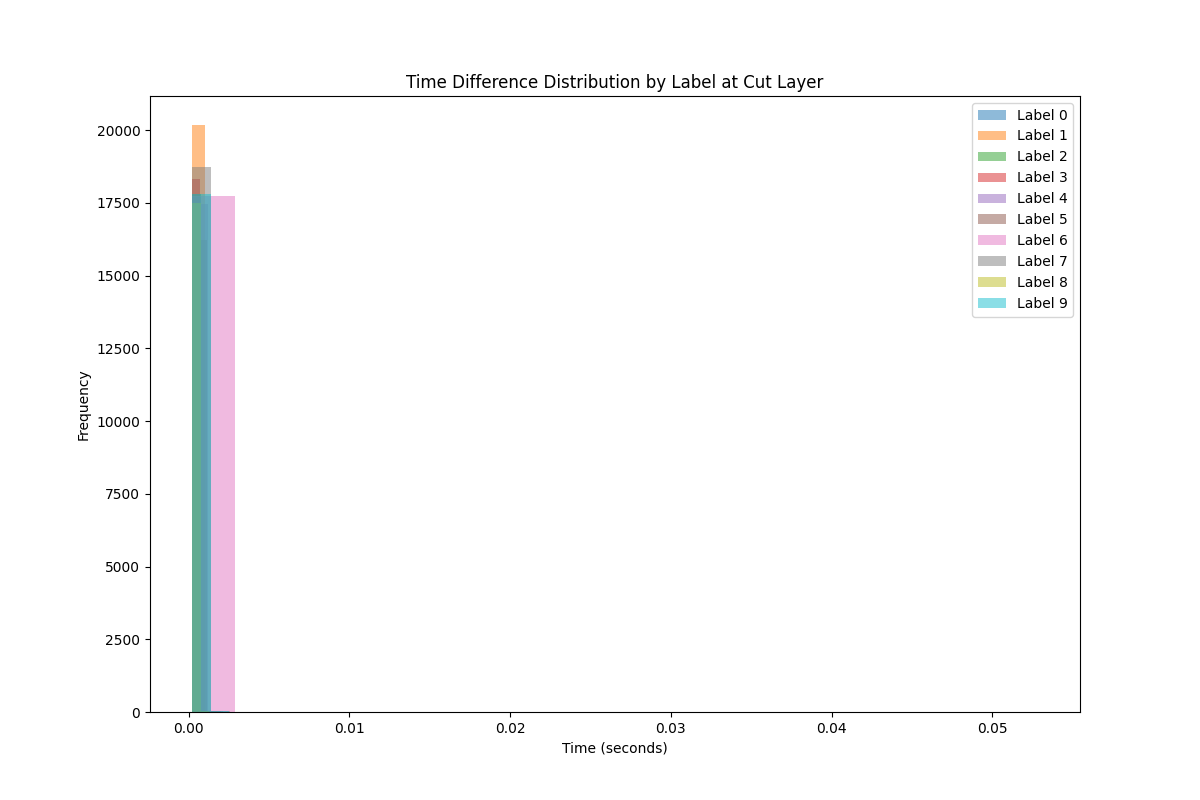 Time Difference Distribution by Label at Cut Layer
Label 0
Label 1
Label 2
Label 3
Label 4
Label 5
Label 6
Label 7
Label 8
Label 9
20000
17500
15000
12500
10000
7500
5000
2500
0
Frequency
0.00 0.01 0.02 0.03 0.04 0.05
Time (seconds)